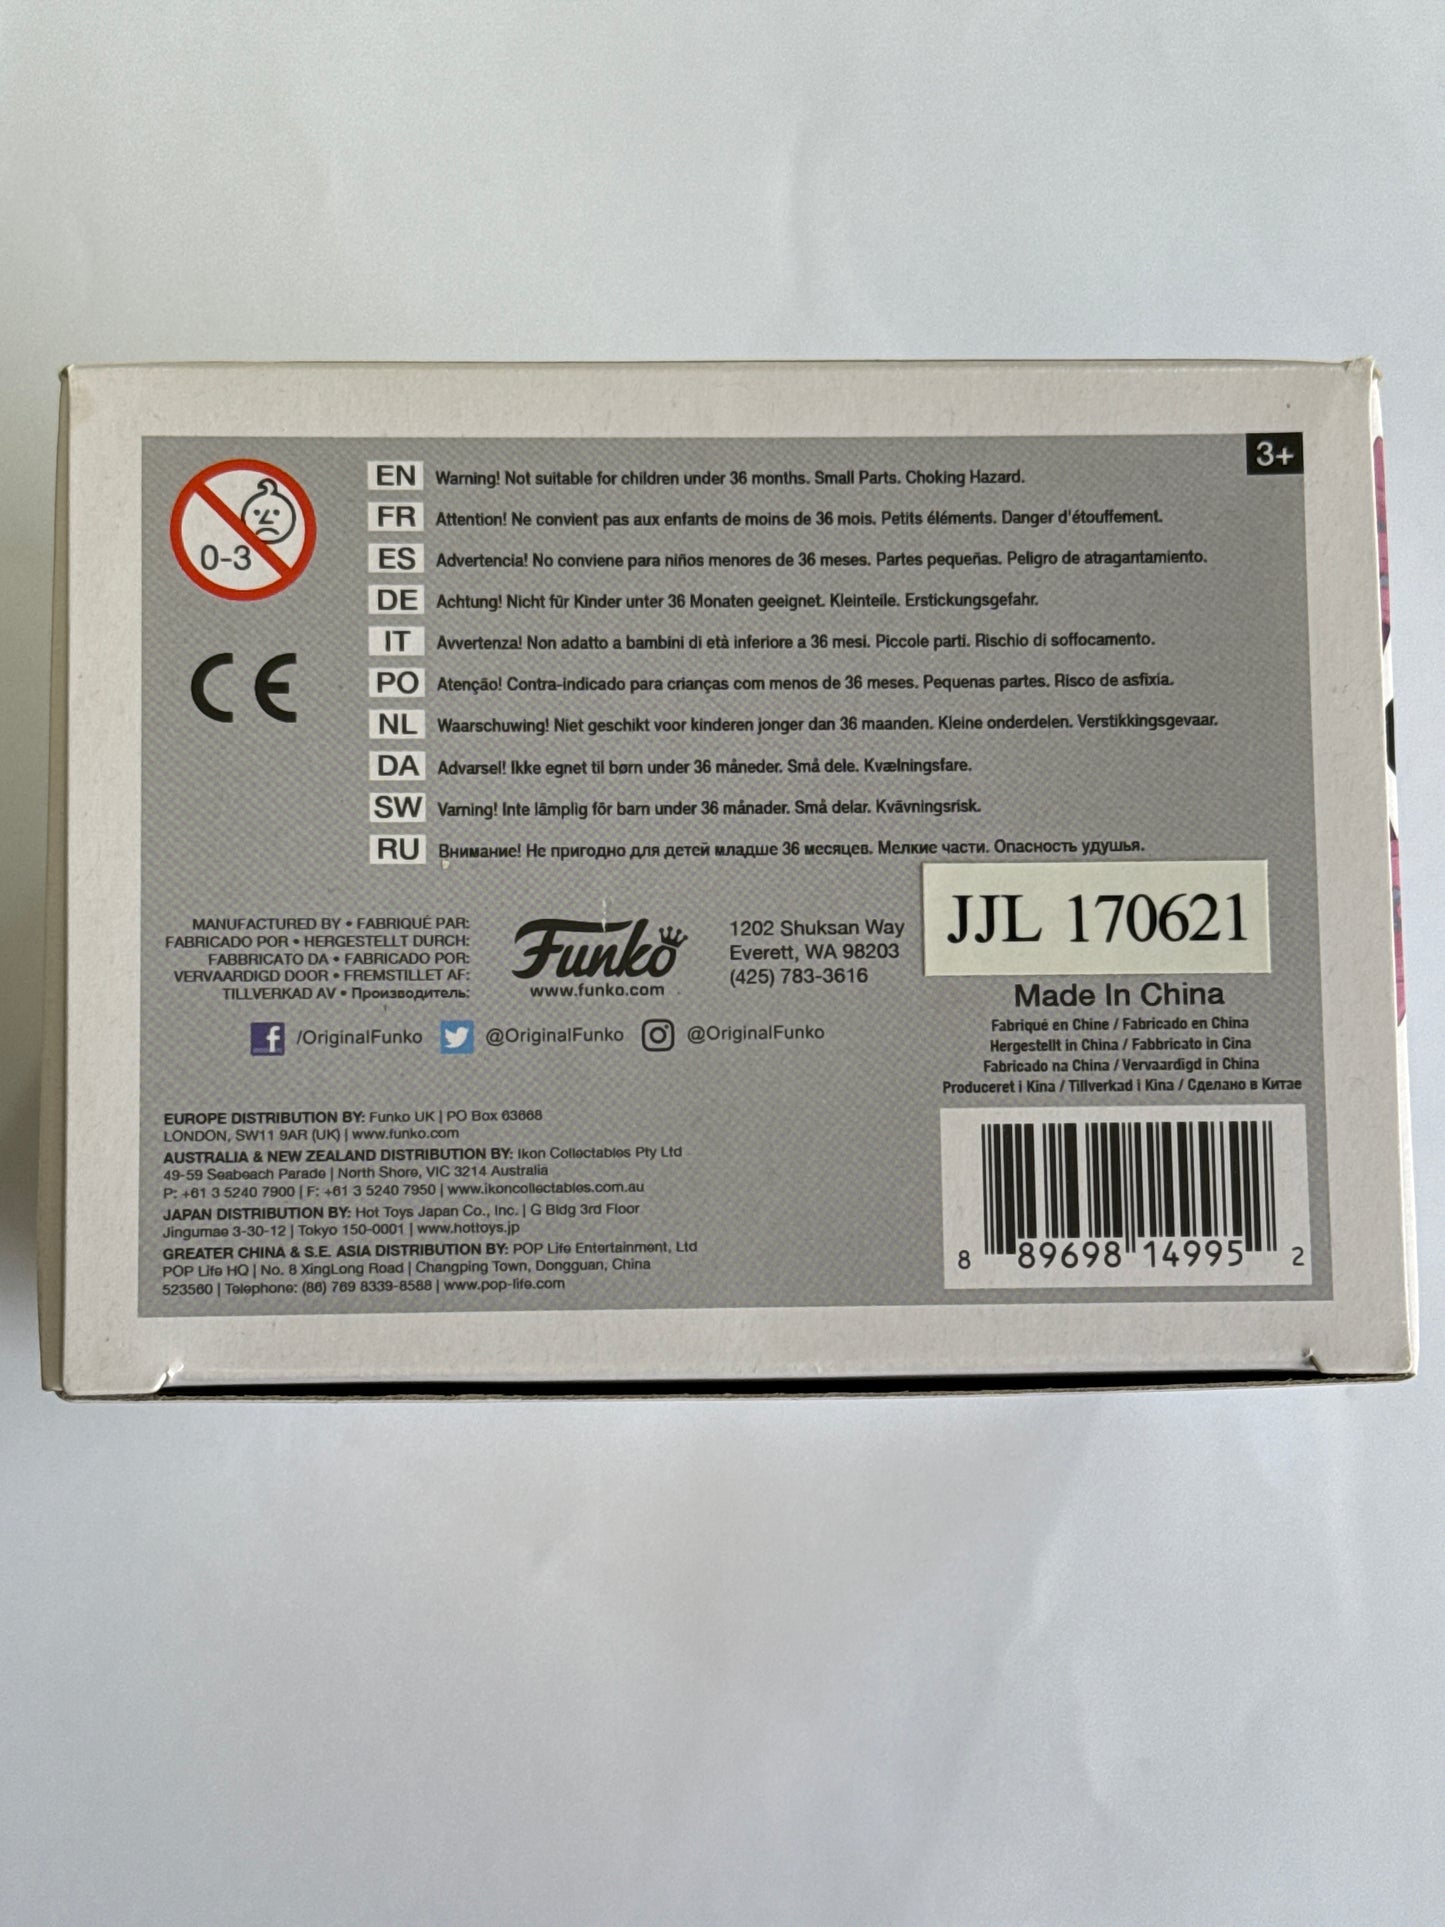 3+
0-3
CE
EN Warning! Not suitable for children under 36 months. Small Parts. Choking Hazard.
FR Attention! Ne convient pas aux enfants de moins de 36 mois. Petits éléments. Danger d'étouffement.
ES Advertencia! No conviene para niños menores de 36 meses. Partes pequeñas. Peligro de atragantamiento.
DE Achtung! Nicht für Kinder unter 36 Monaten geeignet. Kleinteile. Erstickungsgefahr.
IT Avvertenza! Non adatto a bambini di età inferiore a 36 mesi. Piccole parti. Rischio di soffocamento.
PO Atenção! Contra-indicado para crianças com menos de 36 meses. Pequenas partes. Risco de asfixia.
NL Waarschuwing! Niet geschikt voor kinderen jonger dan 36 maanden. Kleine onderdelen. Verstikkingsgevaar.
DA Advarsel! Ikke egnet til børn under 36 måneder. Små dele. Kvælningsfare.
SW Varning! Inte lämplig för barn under 36 månader. Små delar. Kvävningsrisk.
RU Внимание! Не пригодно для детей младше 36 месяцев. Мелкие части. Опасность удушья.
MANUFACTURED BY • FABRIQUÉ PAR:
FABRICADO POR • HERGESTELLT DURCH:
FABBRICATO DA • FABRICADO POR:
VERVAARDIGD DOOR • FREMSTILLET AF:
TILLVERKAD AV • Производитель:
Funko
www.funko.com
1202 Shuksan Way
Everett, WA 98203
(425) 783-3616
JJL 170621
Made In China
Fabriqué en Chine / Fabricado en China
Hergestellt in China / Fabbricato in Cina
Fabricado na China / Vervaardigd in China
Produceret i Kina / Tillverkad i Kina / Сделано в Китае
/OriginalFunko @OriginalFunko @OriginalFunko
EUROPE DISTRIBUTION BY: Funko UK | PO Box 63668
LONDON, SW11 9AR (UK) | www.funko.com
AUSTRALIA & NEW ZEALAND DISTRIBUTION BY: Ikon Collectables Pty Ltd
49-59 Seabeach Parade | North Shore, VIC 3214 Australia
P: +61 3 5240 7900 | F: +61 3 5240 7950 | www.ikoncollectables.com.au
JAPAN DISTRIBUTION BY: Hot Toys Japan Co., Inc. | G Bldg 3rd Floor
Jingumae 3-30-12 | Tokyo 150-0001 | www.hottoys.jp
GREATER CHINA & S.E. ASIA DISTRIBUTION BY: POP Life Entertainment, Ltd
POP Life HQ | No. 8 XingLong Road | Changping Town, Dongguan, China
523560 | Telephone: (86) 769 8339-8588 | www.pop-life.com
8 89698 14995 2